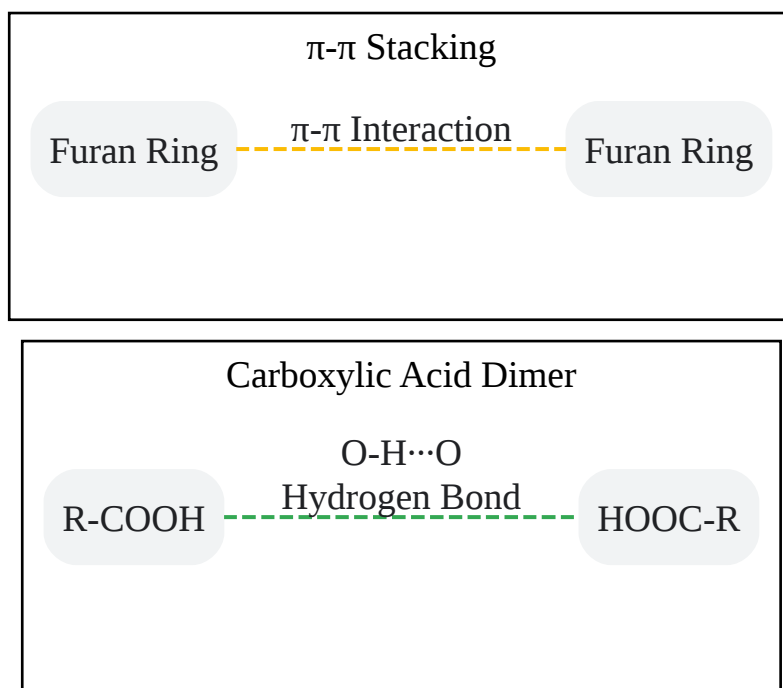 π-π Stacking
π-π Interaction
Furan Ring
Furan Ring
Carboxylic Acid Dimer
O-H···O
Hydrogen Bond
R-COOH
HOOC-R